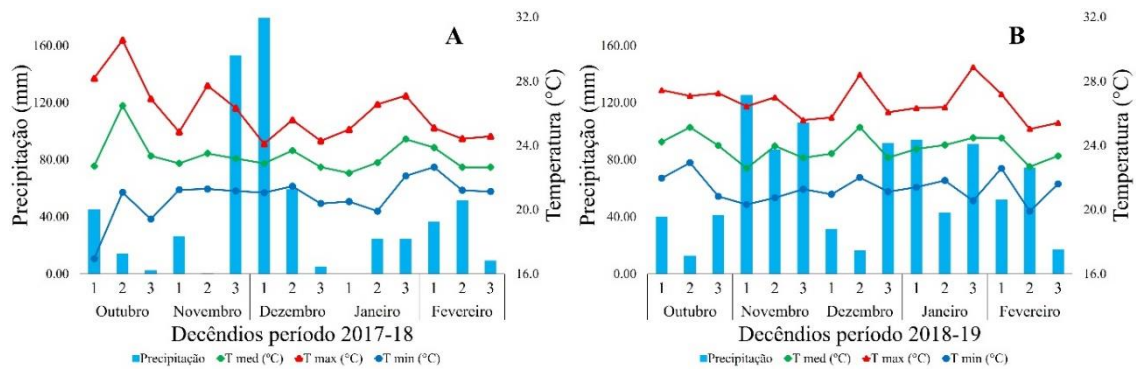 A
Precipitação (mm)
160.00
120.00
80.00
40.00
0.00
32.0
28.0
24.0
20.0
16.0
Temperatura (°C)
1 2 3 1 2 3 1 2 3 1 2 3 1 2 3
Outubro Novembro Dezembro Janeiro Fevereiro
Decêndios período 2017-18
Precipitação T med (°C) T max (°C) T min (°C)
B
Precipitação (mm)
160.00
120.00
80.00
40.00
0.00
32.0
28.0
24.0
20.0
16.0
Temperatura (°C)
1 2 3 1 2 3 1 2 3 1 2 3 1 2 3
Outubro Novembro Dezembro Janeiro Fevereiro
Decêndios período 2018-19
Precipitação T med (°C) T max (°C) T min (°C)